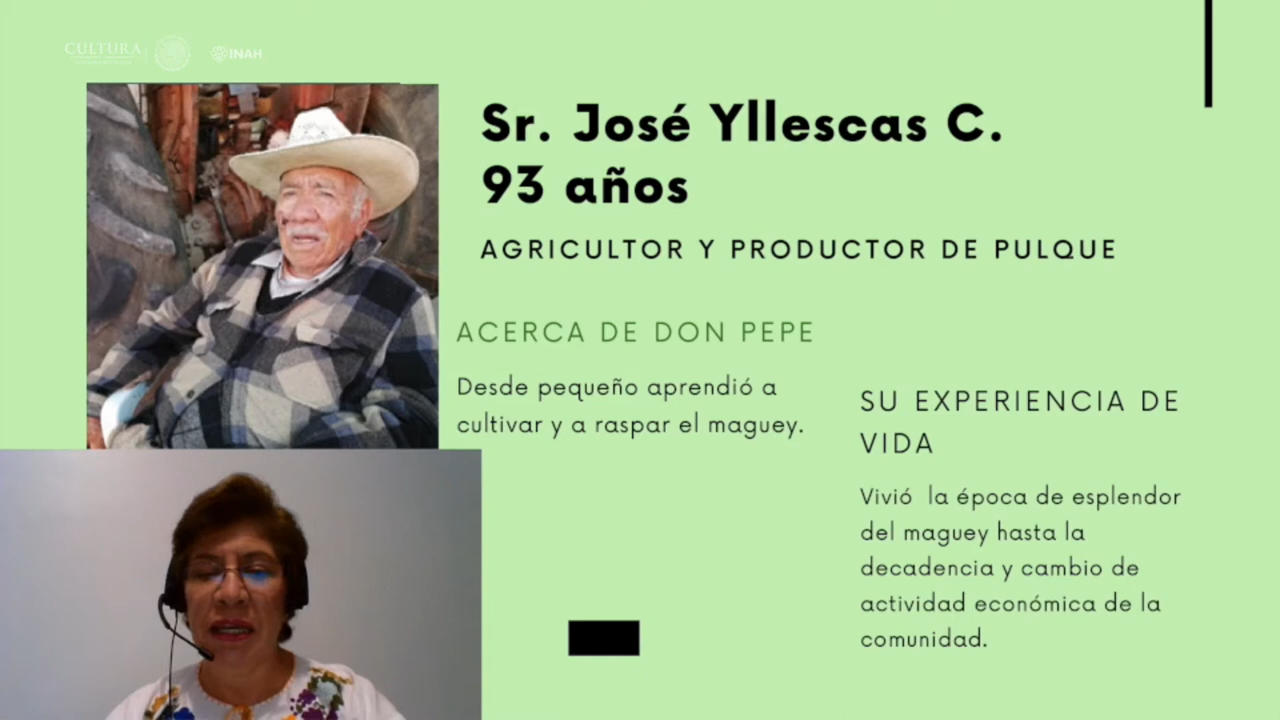 CULTURA
INAH
Sr. José Yllescas C.
93 años
AGRICULTOR Y PRODUCTOR DE PULQUE
ACERCA DE DON PEPE
Desde pequeño aprendió a
cultivar y a raspar el maguey.
SU EXPERIENCIA DE
VIDA
Vivió la época de esplendor
del maguey hasta la
decadencia y cambio de
actividad económica de la
comunidad.